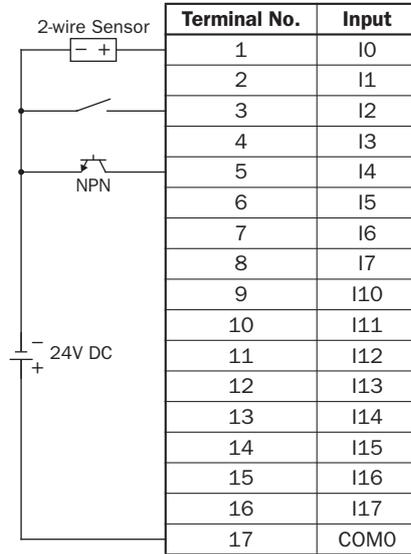 2-wire Sensor
− +
NPN
−
24V DC
+
Terminal No. Input
1 I0
2 I1
3 I2
4 I3
5 I4
6 I5
7 I6
8 I7
9 I10
10 I11
11 I12
12 I13
13 I14
14 I15
15 I16
16 I17
17 COM0